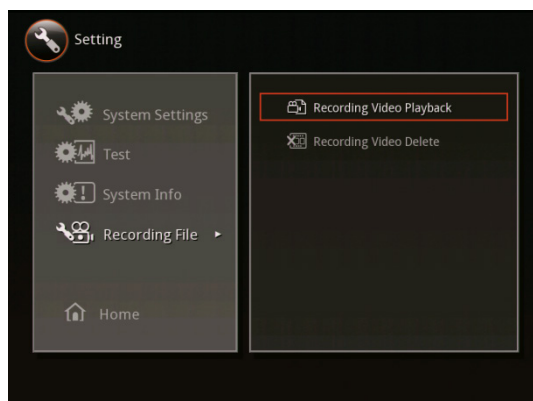 Setting
System Settings
Test
System Info
Recording File
Home
Recording Video Playback
Recording Video Delete